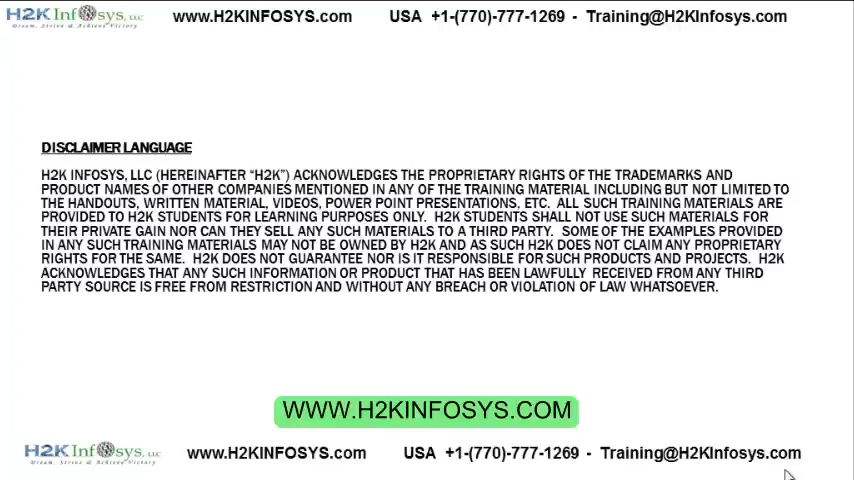 H2K Infosys, LLC www.H2KINFOSYS.com USA +1-(770)-777-1269 - Training@H2KInfosys.com
Dream, Strive & Achieve Victory
DISCLAIMER LANGUAGE
H2K INFOSYS, LLC (HEREINAFTER “H2K”) ACKNOWLEDGES THE PROPRIETARY RIGHTS OF THE TRADEMARKS AND
PRODUCT NAMES OF OTHER COMPANIES MENTIONED IN ANY OF THE TRAINING MATERIAL INCLUDING BUT NOT LIMITED TO
THE HANDOUTS, WRITTEN MATERIAL, VIDEOS, POWER POINT PRESENTATIONS, ETC. ALL SUCH TRAINING MATERIALS ARE
PROVIDED TO H2K STUDENTS FOR LEARNING PURPOSES ONLY. H2K STUDENTS SHALL NOT USE SUCH MATERIALS FOR
THEIR PRIVATE GAIN NOR CAN THEY SELL ANY SUCH MATERIALS TO A THIRD PARTY. SOME OF THE EXAMPLES PROVIDED
IN ANY SUCH TRAINING MATERIALS MAY NOT BE OWNED BY H2K AND AS SUCH H2K DOES NOT CLAIM ANY PROPRIETARY
RIGHTS FOR THE SAME. H2K DOES NOT GUARANTEE NOR IS IT RESPONSIBLE FOR SUCH PRODUCTS AND PROJECTS. H2K
ACKNOWLEDGES THAT ANY SUCH INFORMATION OR PRODUCT THAT HAS BEEN LAWFULLY RECEIVED FROM ANY THIRD
PARTY SOURCE IS FREE FROM RESTRICTION AND WITHOUT ANY BREACH OR VIOLATION OF LAW WHATSOEVER.
WWW.H2KINFOSYS.COM
H2K Infosys, LLC www.H2KINFOSYS.com USA +1-(770)-777-1269 - Training@H2KInfosys.com
Dream, Strive & Achieve Victory